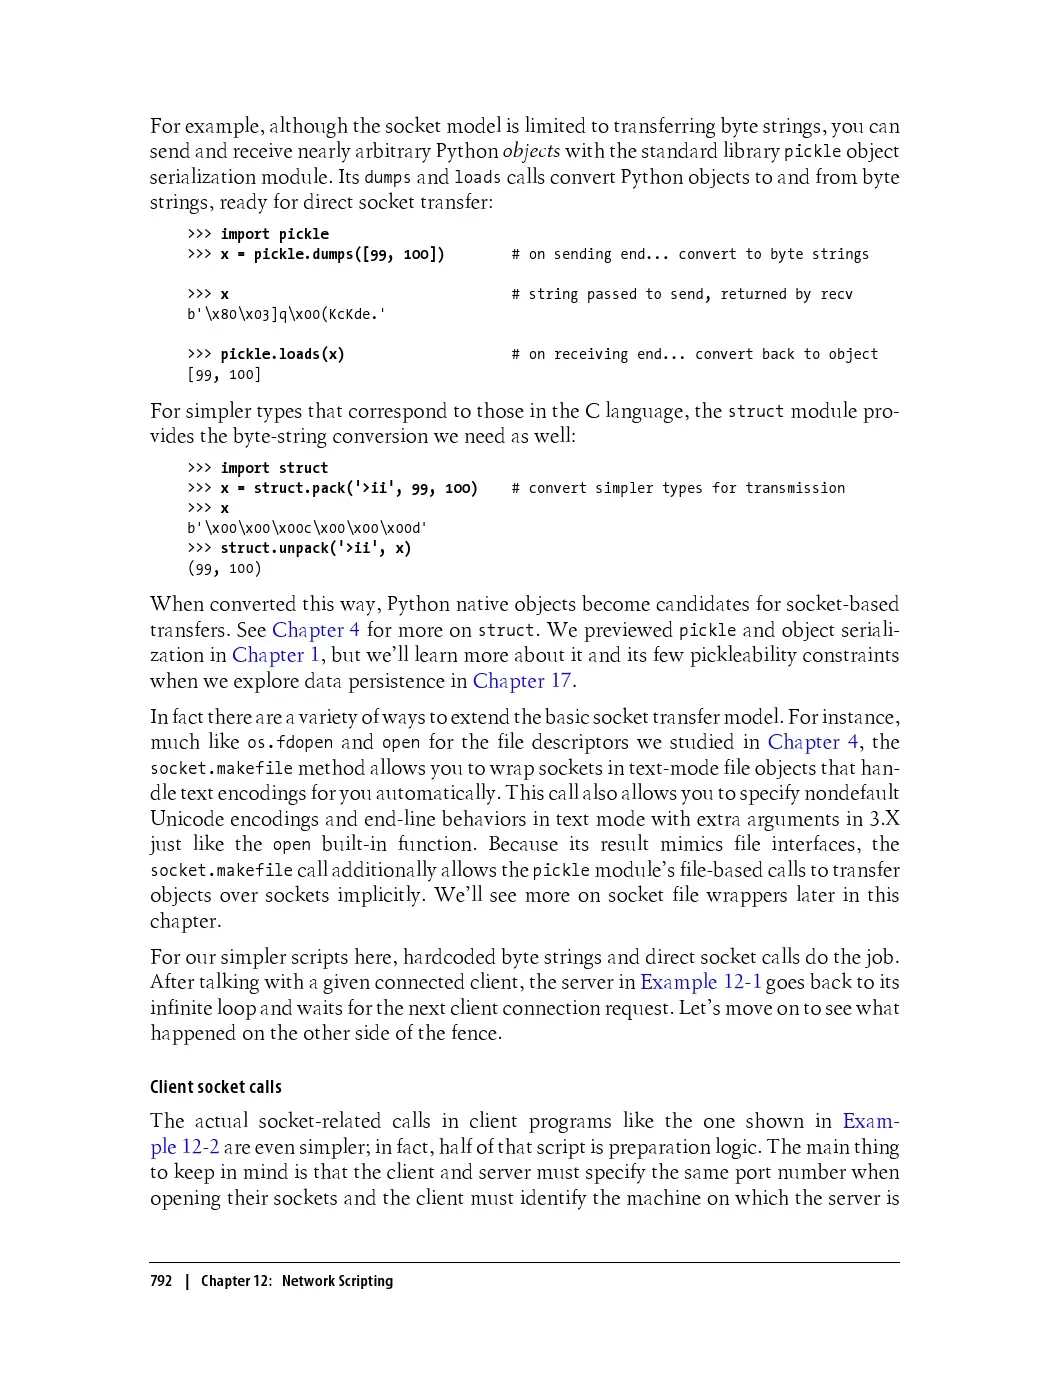 For example, although the socket model is limited to transferring byte strings, you can
send and receive nearly arbitrary Python objects with the standard library pickle object
serialization module. Its dumps and loads calls convert Python objects to and from byte
strings, ready for direct socket transfer:
>>> import pickle
>>> x = pickle.dumps([99, 100]) # on sending end... convert to byte strings
>>> x # string passed to send, returned by recv
b'\x80\x03]q\x00(KcKde.'
>>> pickle.loads(x) # on receiving end... convert back to object
[99, 100]
For simpler types that correspond to those in the C language, the struct module pro-
vides the byte-string conversion we need as well:
>>> import struct
>>> x = struct.pack('>ii', 99, 100) # convert simpler types for transmission
>>> x
b'\x00\x00\x00c\x00\x00\x00d'
>>> struct.unpack('>ii', x)
(99, 100)
When converted this way, Python native objects become candidates for socket-based
transfers. See Chapter 4 for more on struct. We previewed pickle and object seriali-
zation in Chapter 1, but we'll learn more about it and its few pickleability constraints
when we explore data persistence in Chapter 17.
In fact there are a variety of ways to extend the basic socket transfer model. For instance,
much like os.fdopen and open for the file descriptors we studied in Chapter 4, the
socket.makefile method allows you to wrap sockets in text-mode file objects that han-
dle text encodings for you automatically. This call also allows you to specify nondefault
Unicode encodings and end-line behaviors in text mode with extra arguments in 3.X
just like the open built-in function. Because its result mimics file interfaces, the
socket.makefile call additionally allows the pickle module's file-based calls to transfer
objects over sockets implicitly. We'll see more on socket file wrappers later in this
chapter.
For our simpler scripts here, hardcoded byte strings and direct socket calls do the job.
After talking with a given connected client, the server in Example 12-1 goes back to its
infinite loop and waits for the next client connection request. Let's move on to see what
happened on the other side of the fence.
Client socket calls
The actual socket-related calls in client programs like the one shown in Exam-
ple 12-2 are even simpler; in fact, half of that script is preparation logic. The main thing
to keep in mind is that the client and server must specify the same port number when
opening their sockets and the client must identify the machine on which the server is
792 | Chapter 12: Network Scripting